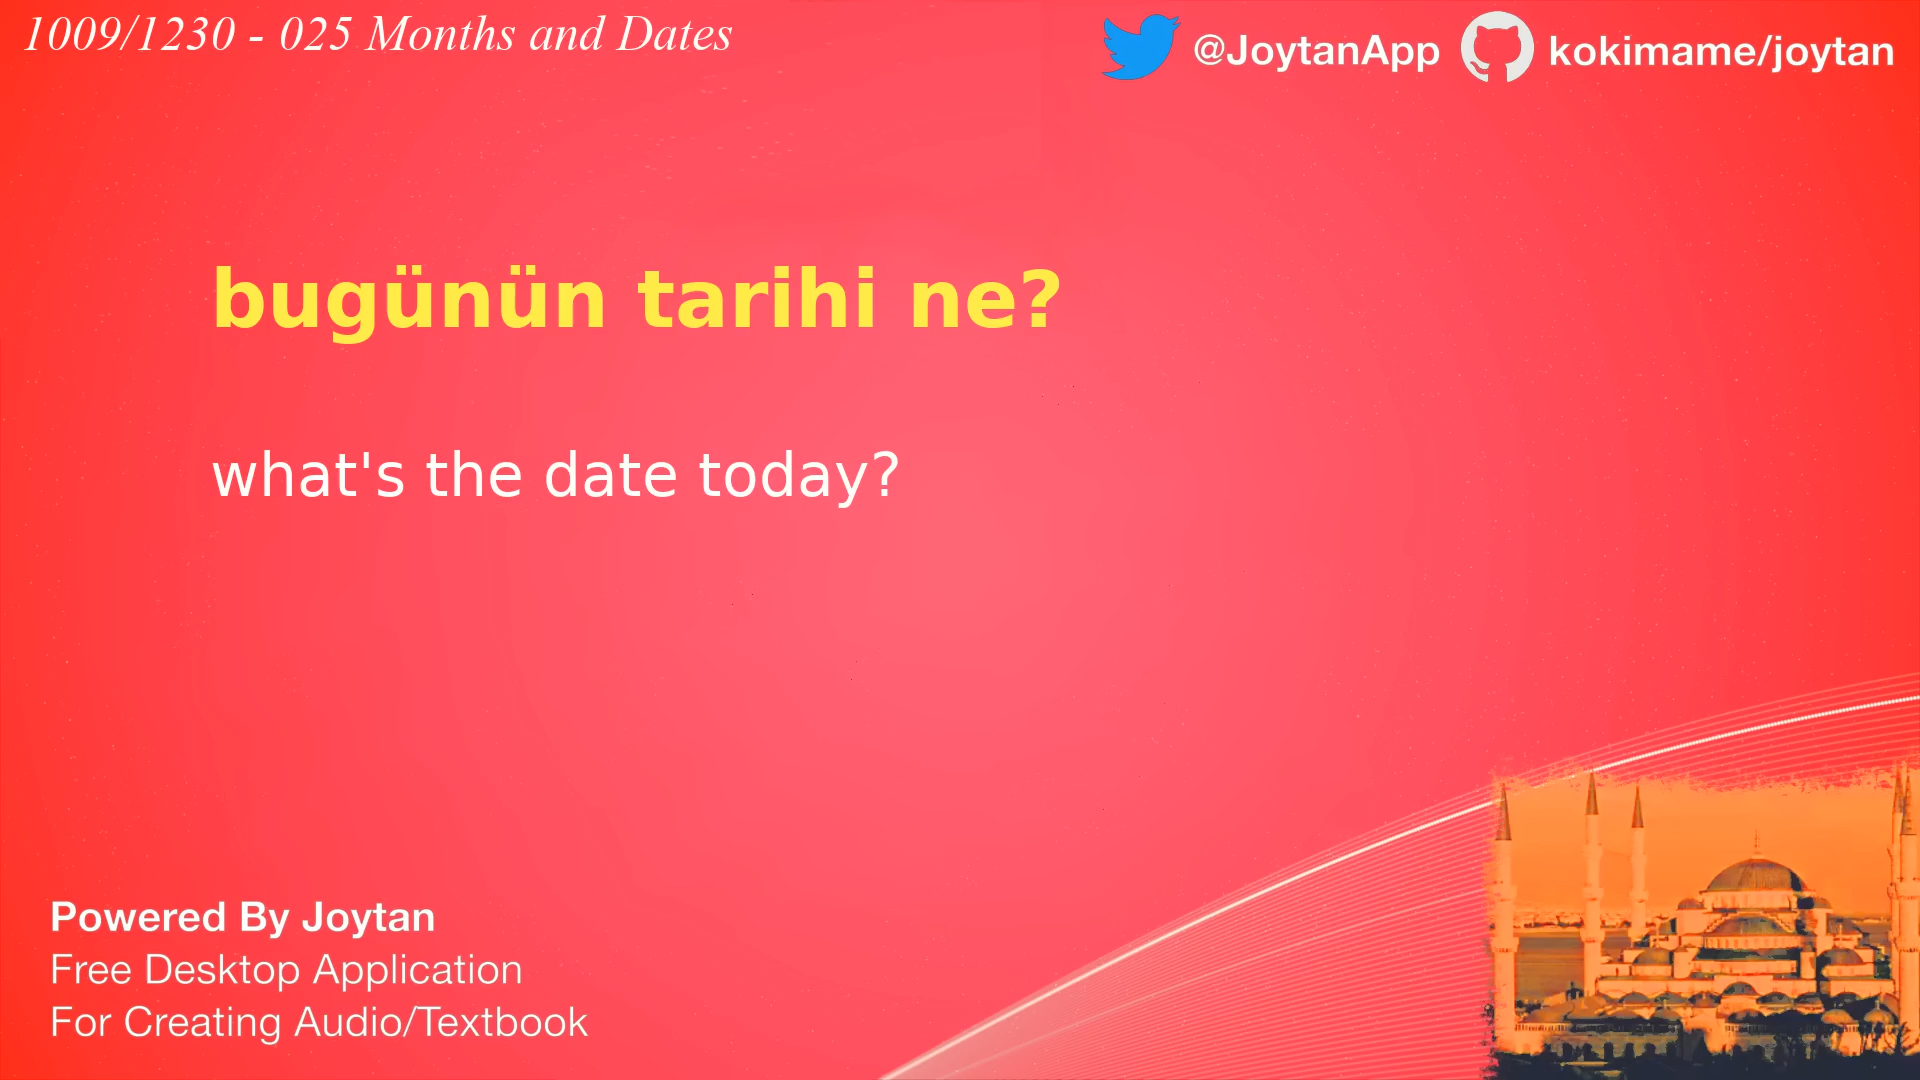 1009/1230 - 025 Months and Dates
@JoytanApp
kokimame/joytan
bugünün tarihi ne?
what's the date today?
Powered By Joytan
Free Desktop Application
For Creating Audio/Textbook